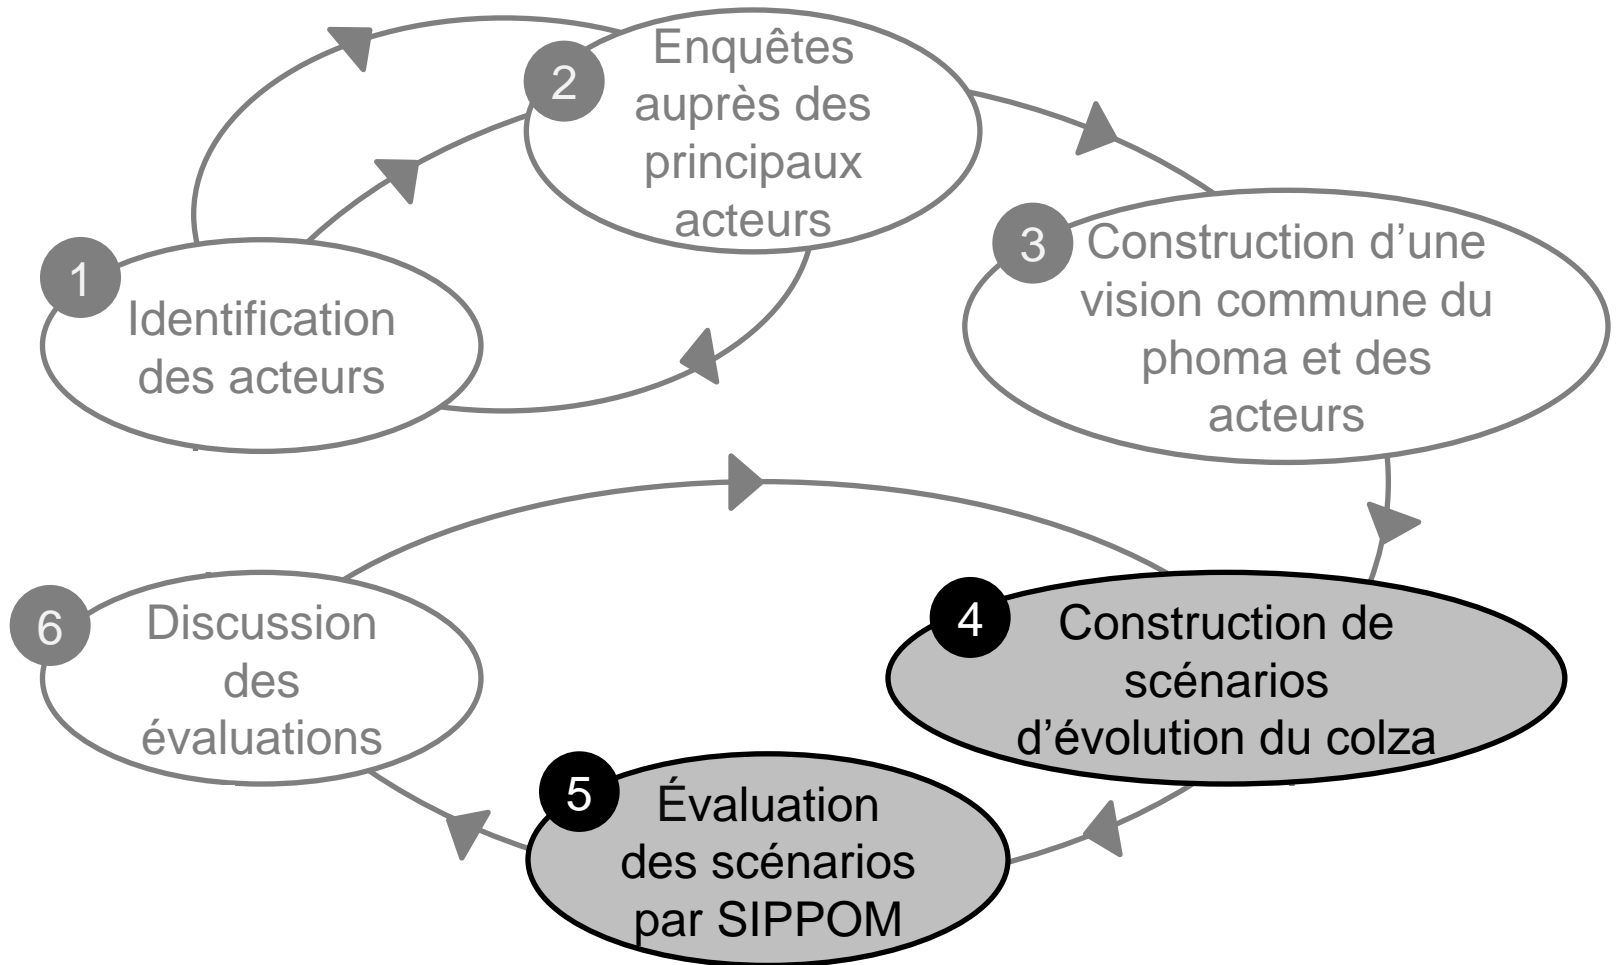 1
Identification
des acteurs
2
Enquêtes
auprès des
principaux
acteurs
3
Construction d’une
vision commune du
phoma et des
acteurs
4
Construction de
scénarios
d’évolution du colza
5
Évaluation
des scénarios
par SIPPOM
6
Discussion
des
évaluations